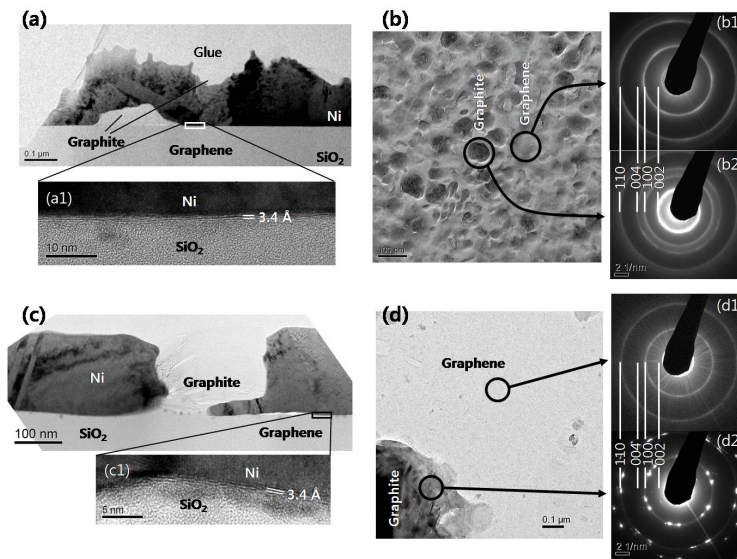 (a)
Glue
Ni
Graphite
Graphene
SiO₂
0.1 μm
(a1)
Ni
3.4 Å
SiO₂
10 nm
(b)
Graphite
Graphene
100 nm
(b1)
110
004
100
002
(b2)
2 1/nm
(c)
Ni
Graphite
SiO₂
Graphene
100 nm
(c1)
Ni
3.4 Å
SiO₂
5 nm
(d)
Graphene
Graphite
0.1 μm
(d1)
110
004
100
002
(d2)
2 1/nm